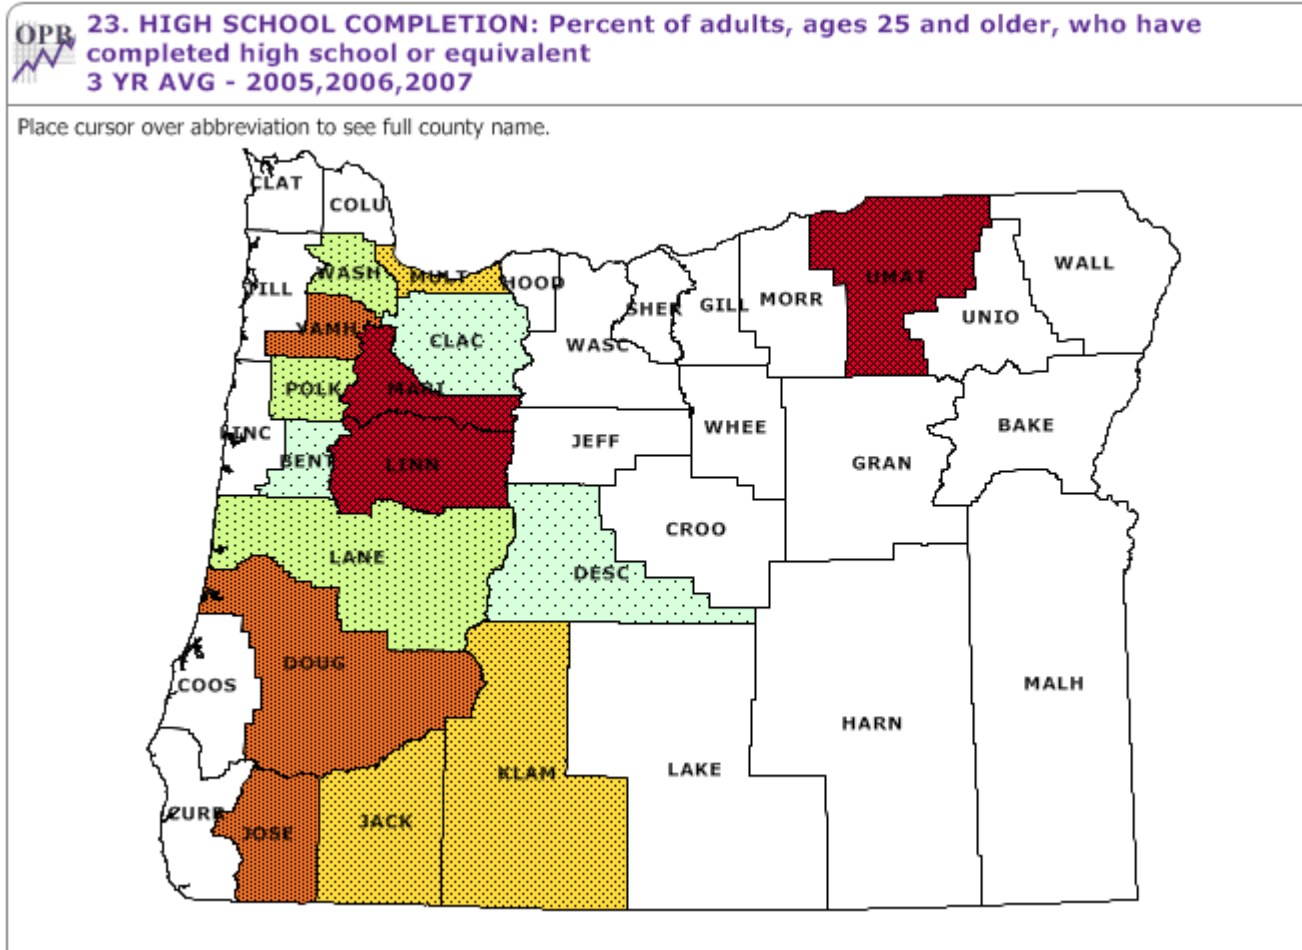 OPB
23. HIGH SCHOOL COMPLETION: Percent of adults, ages 25 and older, who have
completed high school or equivalent
3 YR AVG - 2005,2006,2007
Place cursor over abbreviation to see full county name.
CLAT
COLU
WASH
MULT
HOOD
TILL
YAMH
CLAC
WASC
SHER
GILL
MORR
UMAT
UNIO
WALL
POLK
MARI
LINC
BENT
LINN
JEFF
WHEE
GRAN
BAKE
CROO
LANE
DESC
DOUG
COOS
KLAM
LAKE
HARN
MALH
CURR
JOSE
JACK